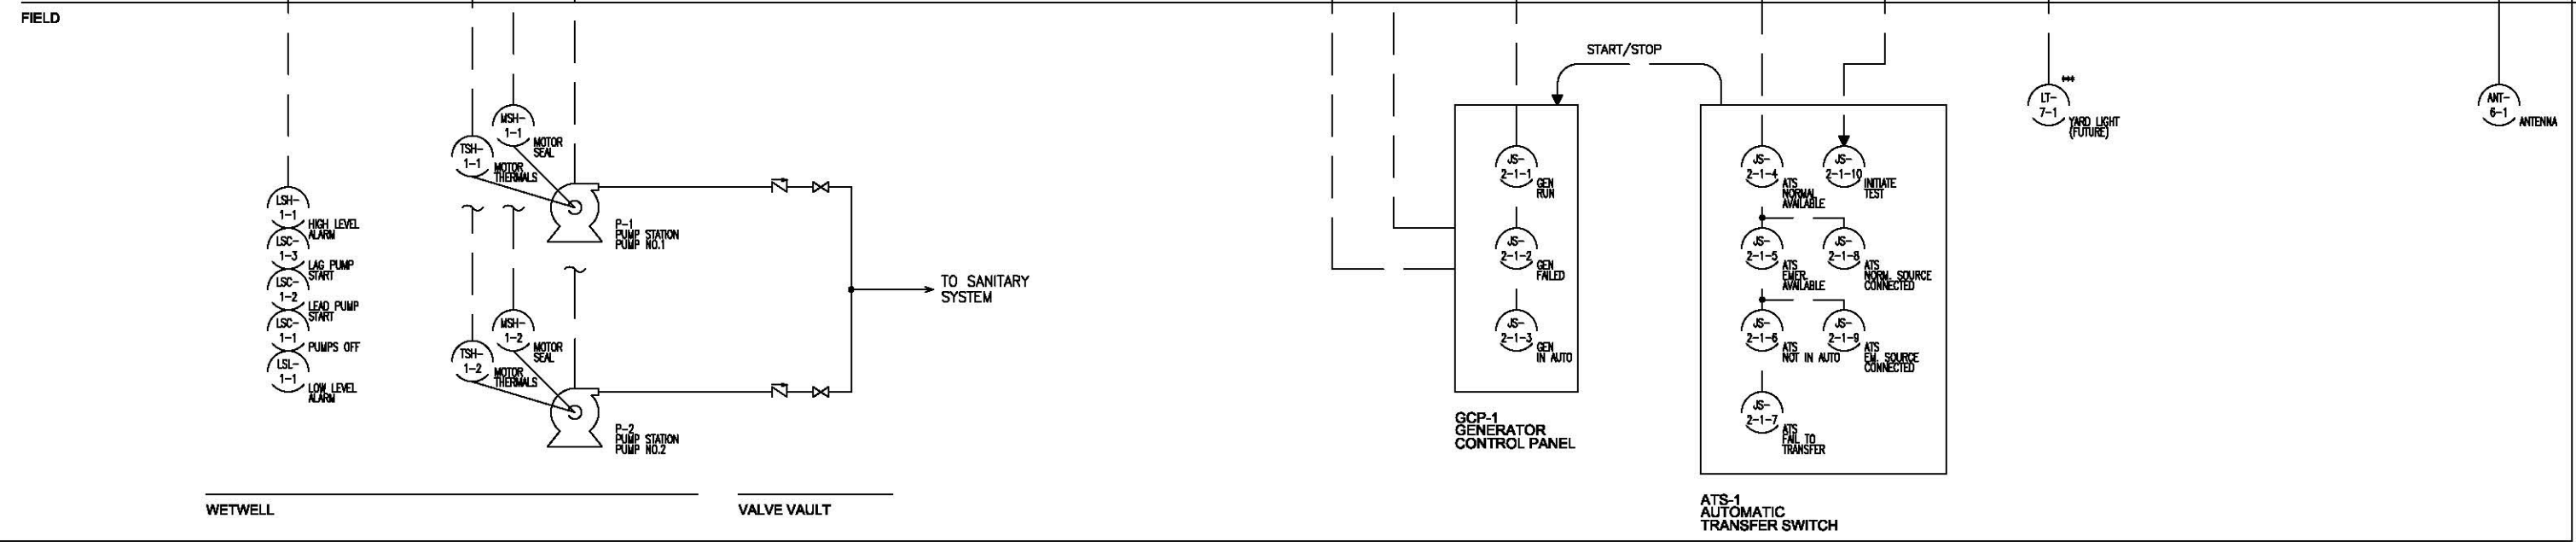 FIELD
START/STOP
***
LT-
7-1
YARD LIGHT
(FUTURE)
ANT-
6-1
ANTENNA
MSH-
1-1
MOTOR
SEAL
TSH-
1-1
MOTOR
THERMALS
P-1
PUMP STATION
PUMP NO.1
LSH-
1-1
HIGH LEVEL
ALARM
LSC-
1-3
LAG PUMP
START
LSC-
1-2
LEAD PUMP
START
LSC-
1-1
PUMPS OFF
LSL-
1-1
LOW LEVEL
ALARM
MSH-
1-2
MOTOR
SEAL
TSH-
1-2
MOTOR
THERMALS
P-2
PUMP STATION
PUMP NO.2
TO SANITARY
SYSTEM
JS-
2-1-1
GEN
RUN
JS-
2-1-2
GEN
FAILED
JS-
2-1-3
GEN
IN AUTO
GCP-1
GENERATOR
CONTROL PANEL
JS-
2-1-4
ATS
NORMAL
AVAILABLE
JS-
2-1-10
INITIATE
TEST
JS-
2-1-5
ATS
EMER.
AVAILABLE
JS-
2-1-8
ATS
NORM. SOURCE
CONNECTED
JS-
2-1-6
ATS
NOT IN AUTO
JS-
2-1-9
ATS
EM. SOURCE
CONNECTED
JS-
2-1-7
ATS
FAIL TO
TRANSFER
ATS-1
AUTOMATIC
TRANSFER SWITCH
WETWELL
VALVE VAULT